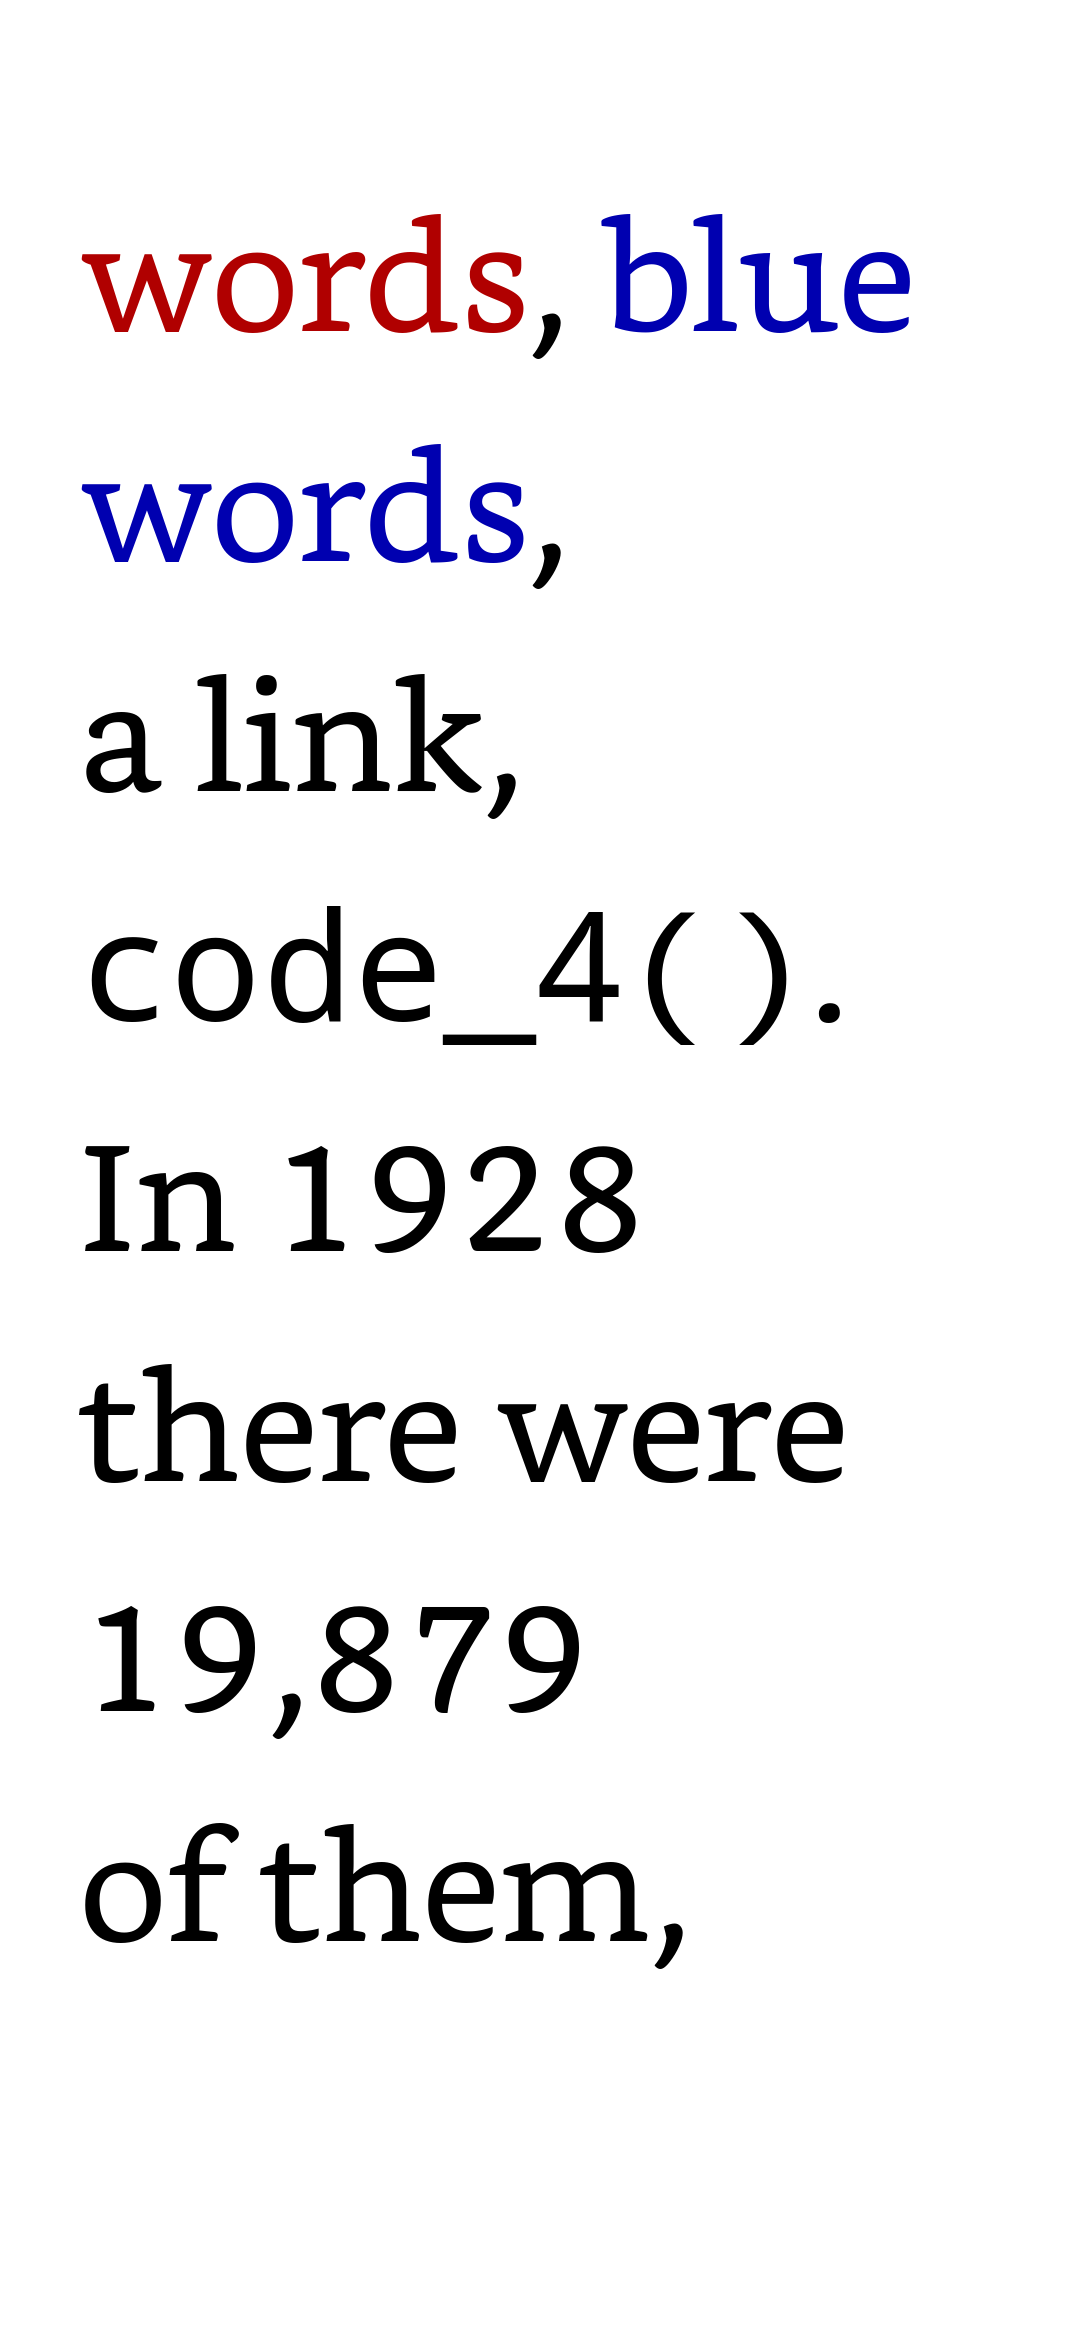 words, blue
words,
a link,
code_4().
In 1928
there were
19,879
of them,